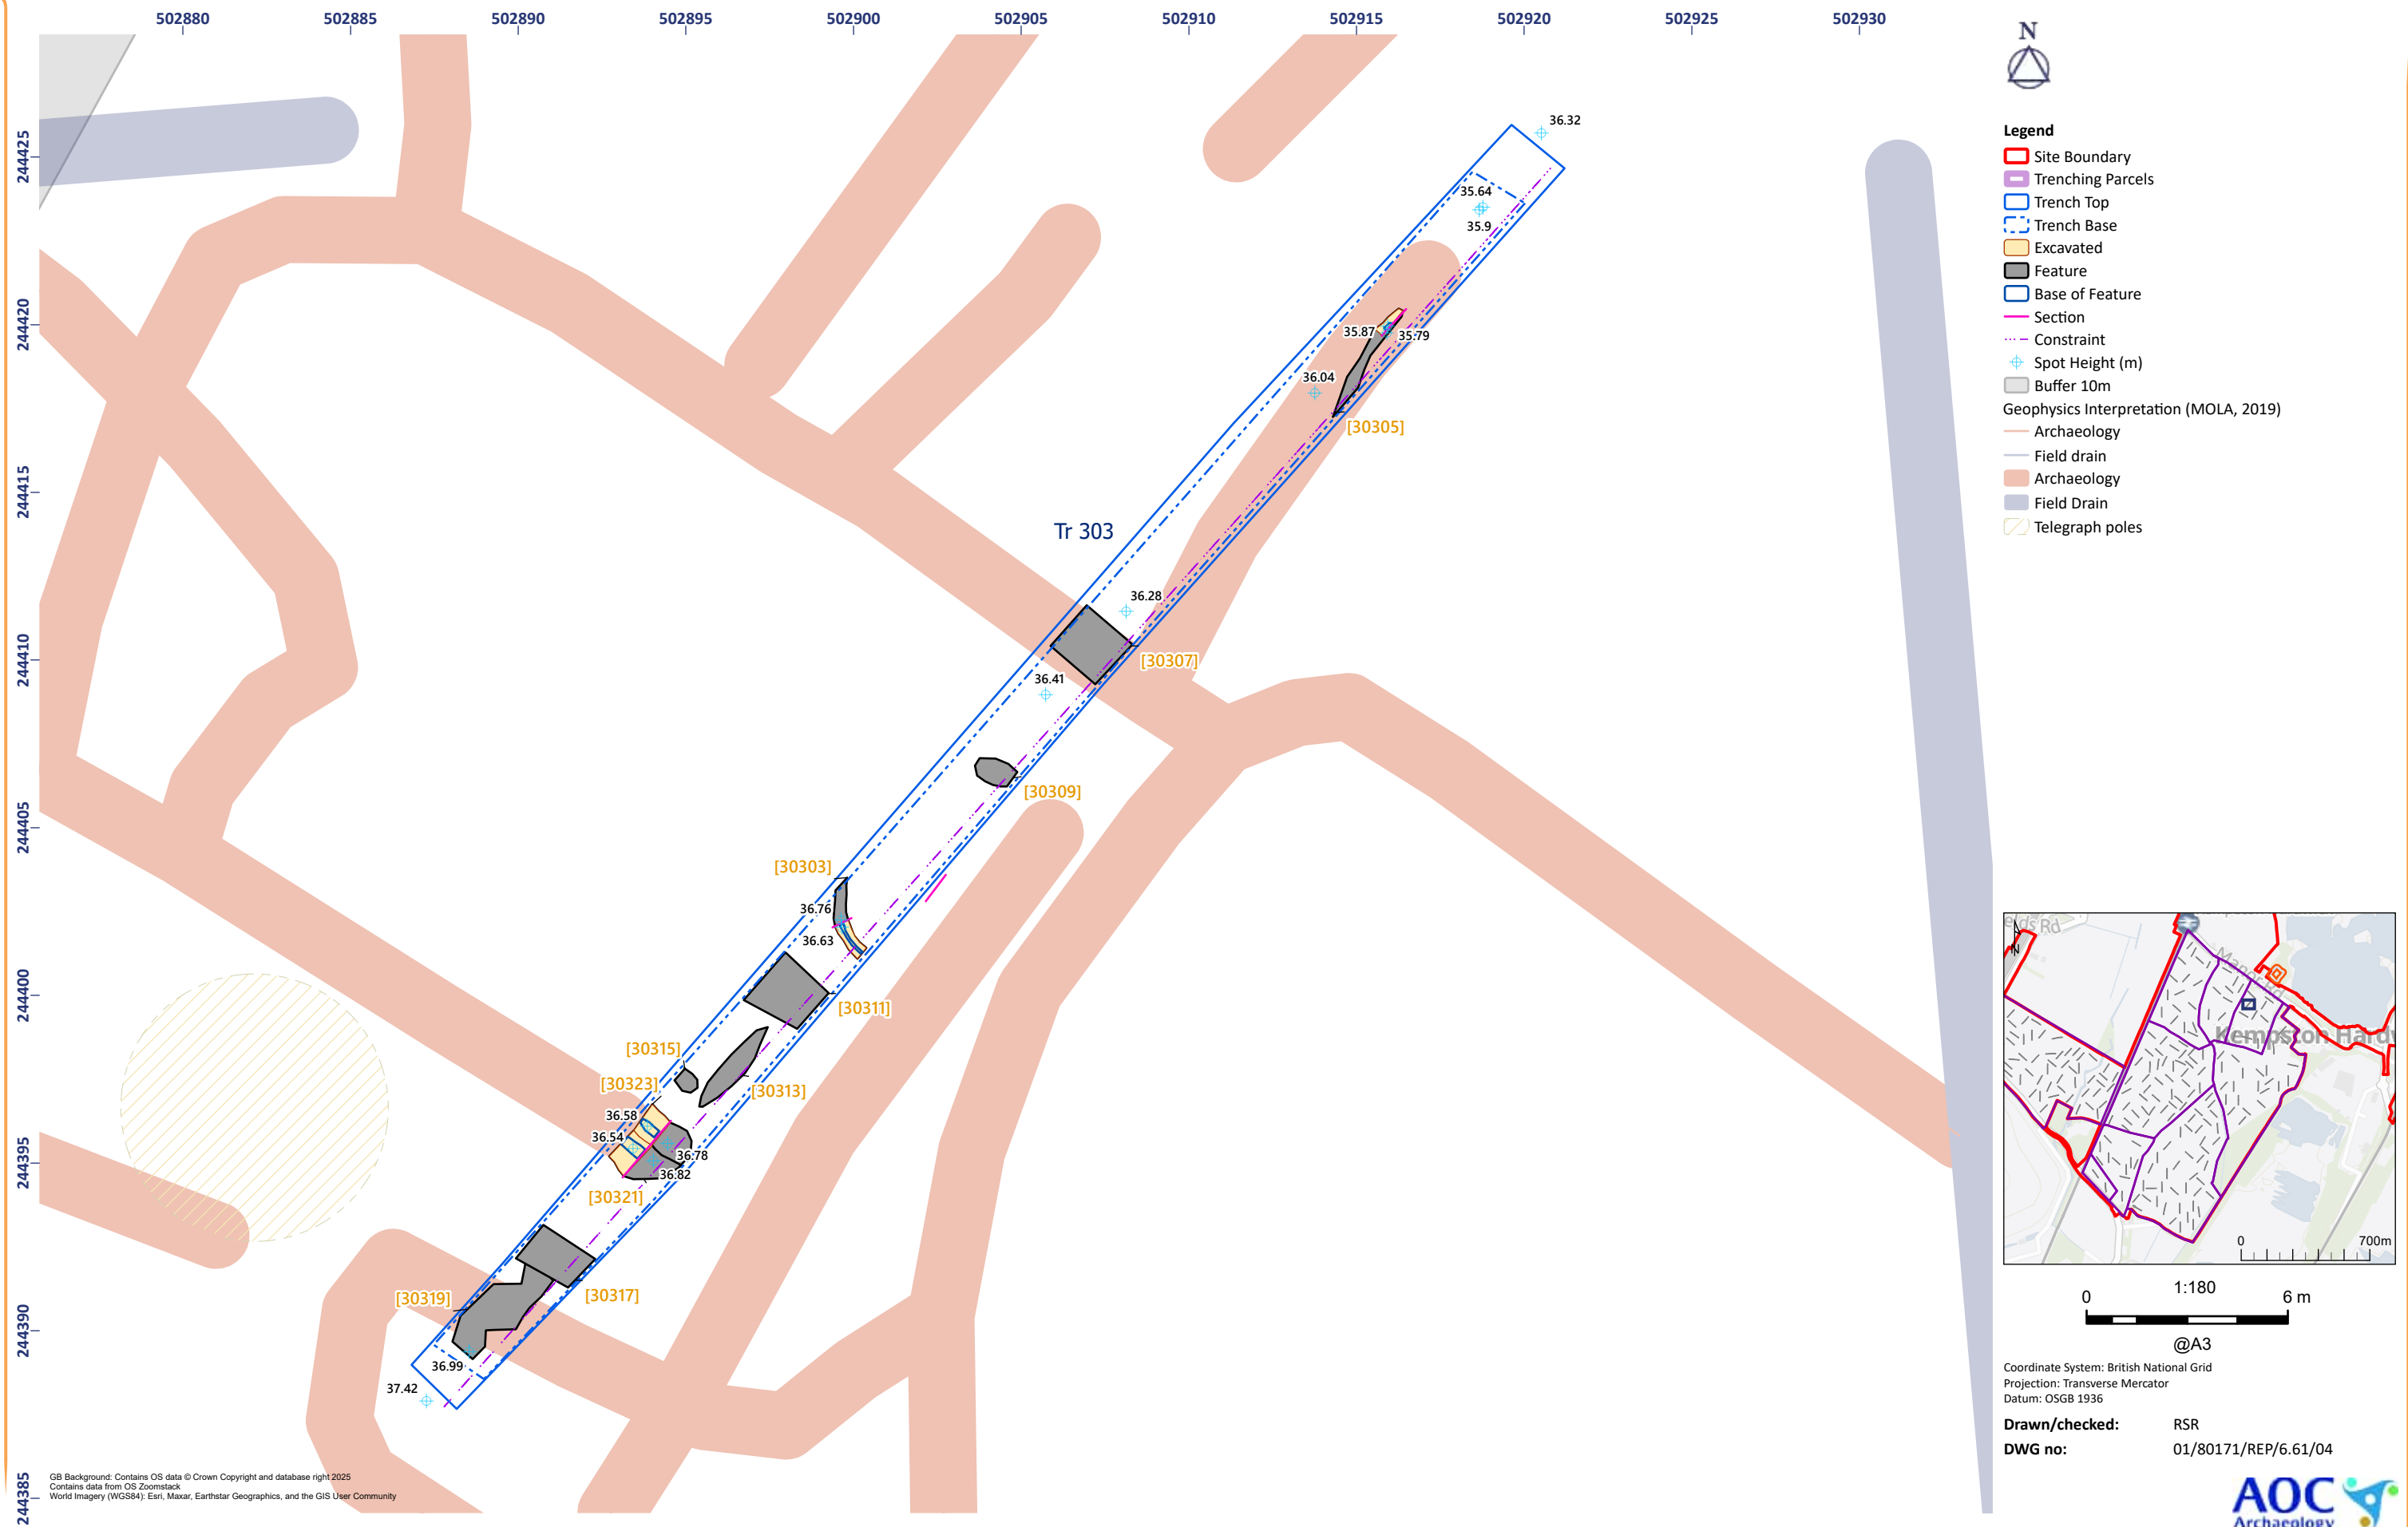 502880 502885 502890 502895 502900 502905 502910 502915 502920 502925 502930
244425
244420
244415
244410
244405
244400
244395
244390
244385
36.32
35.64
35.9
35.87
35.79
36.04
[30305]
Tr 303
36.28
[30307]
36.41
[30309]
[30303]
36.76
36.63
[30311]
[30315]
[30323]
[30313]
36.58
36.54
36.78
36.82
[30321]
[30319]
[30317]
36.99
37.42
GB Background: Contains OS data © Crown Copyright and database right 2025
Contains data from OS Zoomstack
World Imagery (WGS84): Esri, Maxar, Earthstar Geographics, and the GIS User Community
N
Legend
Site Boundary
Trenching Parcels
Trench Top
Trench Base
Excavated
Feature
Base of Feature
Section
Constraint
Spot Height (m)
Buffer 10m
Geophysics Interpretation (MOLA, 2019)
Archaeology
Field drain
Archaeology
Field Drain
Telegraph poles
Rd
N
Kempston Hard
0 700m
1:180
0 6 m
@A3
Coordinate System: British National Grid
Projection: Transverse Mercator
Datum: OSGB 1936
Drawn/checked: RSR
DWG no: 01/80171/REP/6.61/04
AOC
Archaeology